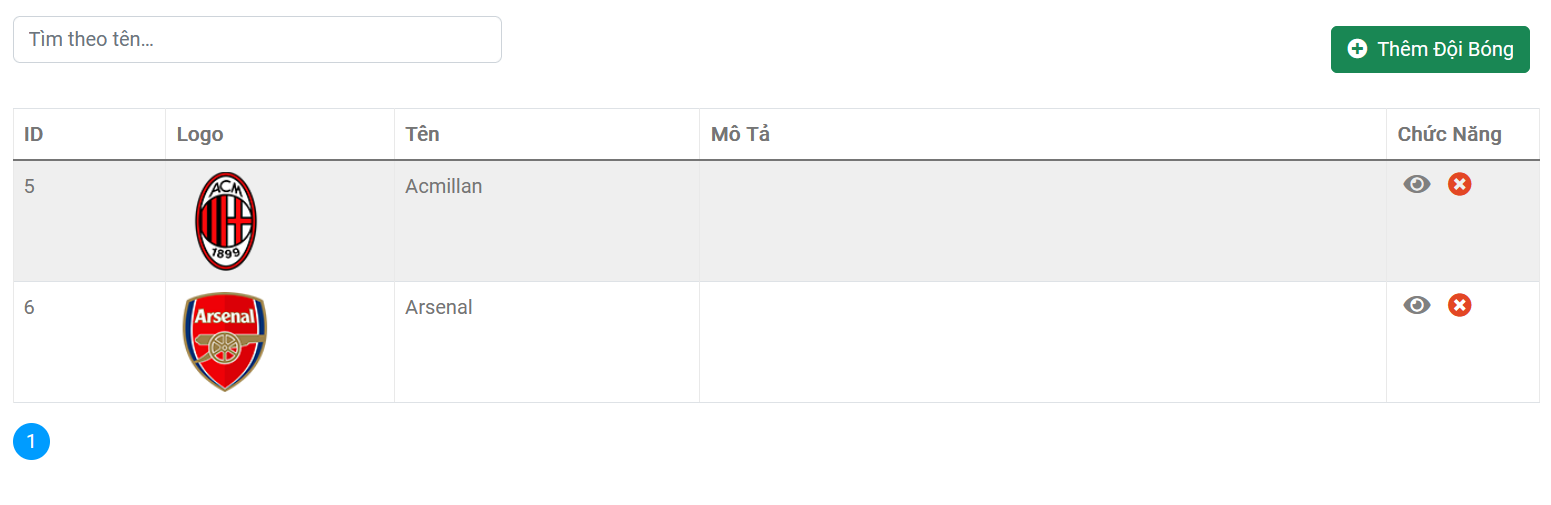 Tìm theo tên...
Thêm Đội Bóng
ID Logo Tên Mô Tả Chức Năng
5 ACM 1899 Acmillan
6 Arsenal Arsenal
1